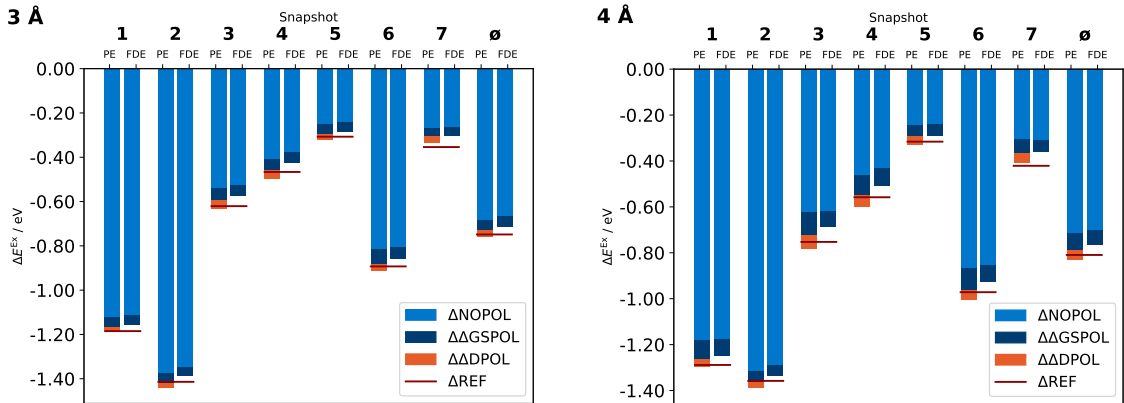 3 Å
Snapshot
1 2 3 4 5 6 7 ø
PE FDE PE FDE PE FDE PE FDE PE FDE PE FDE PE FDE PE FDE
0.00
-0.20
-0.40
-0.60
-0.80
-1.00
-1.20
-1.40
ΔE^Ex / eV
ΔNOPOL
ΔΔGSPOL
ΔΔDPOL
ΔREF
4 Å
Snapshot
1 2 3 4 5 6 7 ø
PE FDE PE FDE PE FDE PE FDE PE FDE PE FDE PE FDE PE FDE
0.00
-0.20
-0.40
-0.60
-0.80
-1.00
-1.20
-1.40
ΔE^Ex / eV
ΔNOPOL
ΔΔGSPOL
ΔΔDPOL
ΔREF